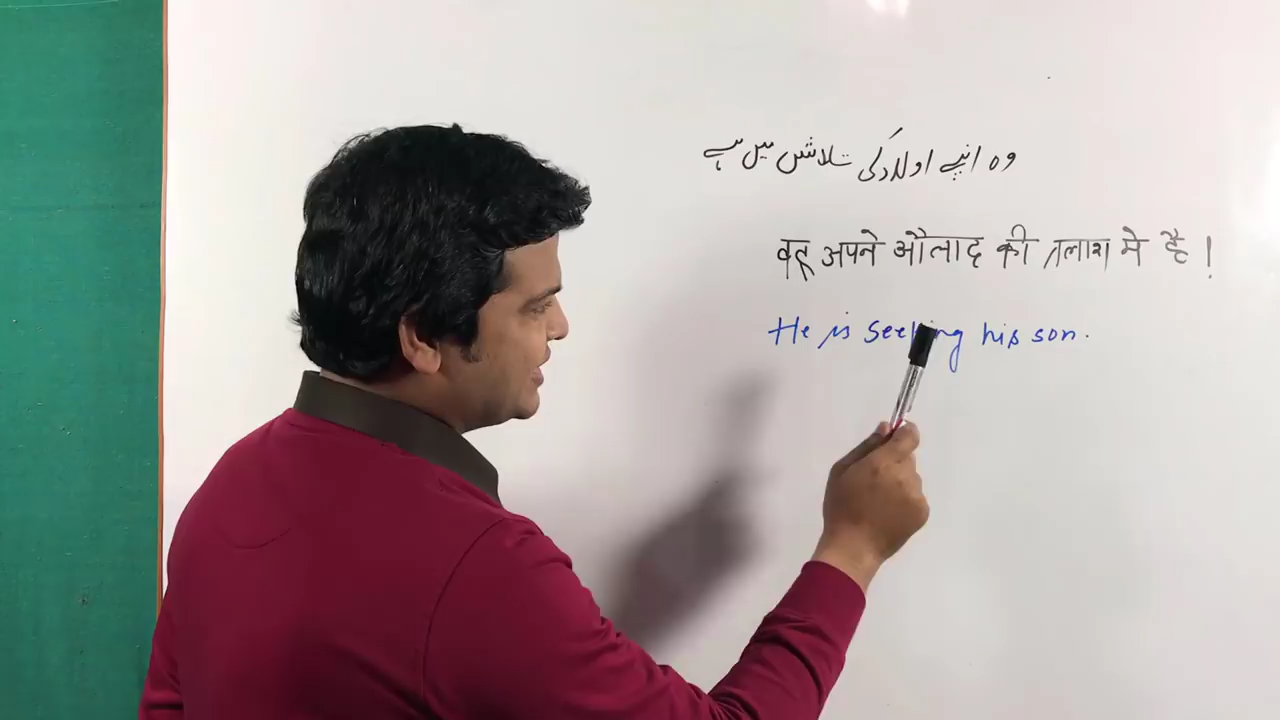 وہ اپنے اولاد کی تلاش میں ہے
वह अपने औलाद की तलाश मे है !
He is seeking his son.